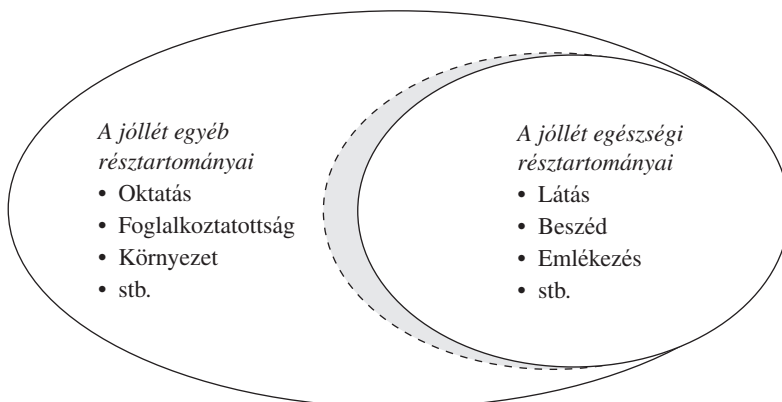 A jóllét egyéb
résztartományai
• Oktatás
• Foglalkoztatottság
• Környezet
• stb.
A jóllét egészségi
résztartományai
• Látás
• Beszéd
• Emlékezés
• stb.